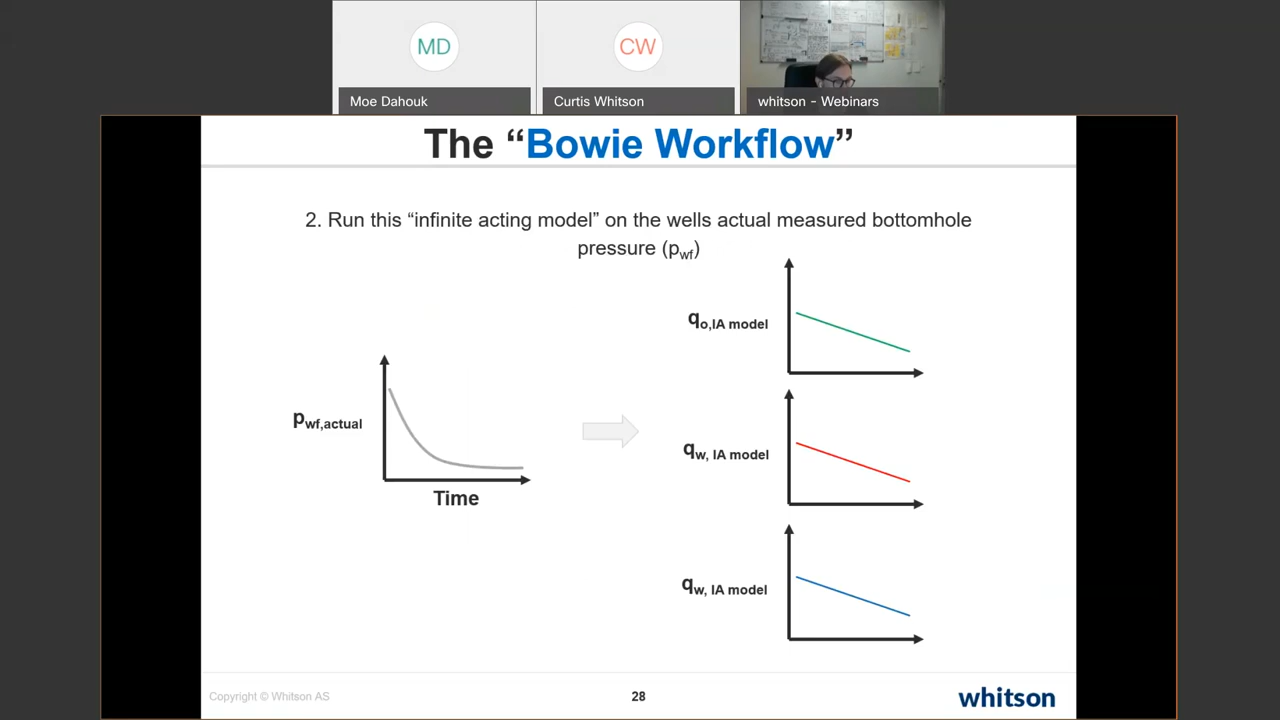 MD
CW
Moe Dahouk
Curtis Whitson
whitson - Webinars
The “Bowie Workflow”
2. Run this “infinite acting model” on the wells actual measured bottomhole
pressure (pwf)
qo,IA model
pwf,actual
qw, IA model
Time
qw, IA model
Copyright © Whitson AS
28
whitson